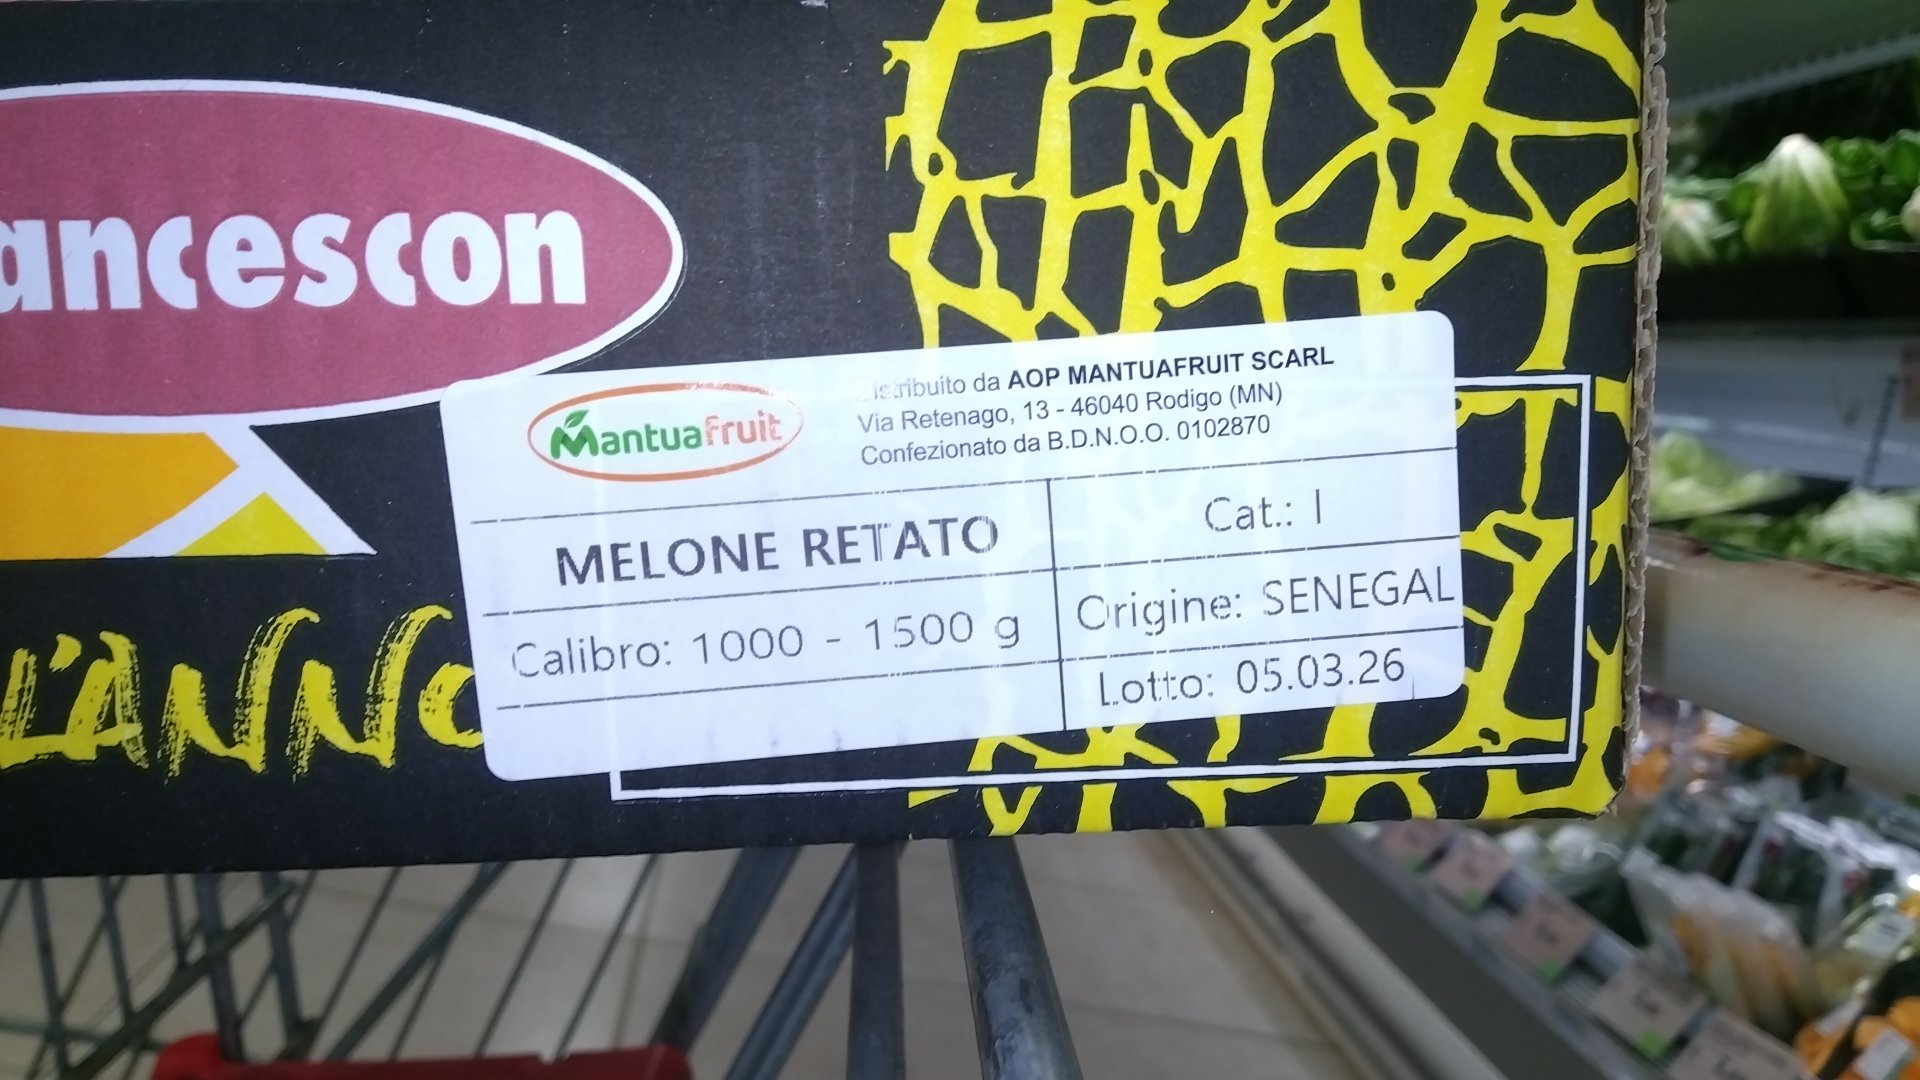 ancescon
L'ANNO
Mantuafruit
Distribuito da AOP MANTUAFRUIT SCARL
Via Retenago, 13 - 46040 Rodigo (MN)
Confezionato da B.D.N.O.O. 0102870
MELONE RETATO
Cat.: I
Calibro: 1000 - 1500 g
Origine: SENEGAL
Lotto: 05.03.26